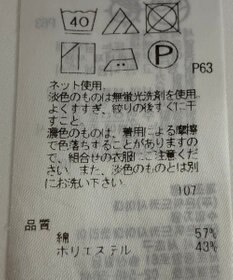 40
P
P63
ネット使用。
淡色のものは無蛍光洗剤を使用。
よくすすぎ、絞りの後すぐに干
すこと。
濃色のものは、着用による摩擦
で色落ちすることがありますの
で、組合せの衣服にご注意くださ
い。また、淡色のものとは別
にお洗い下さい。
107
品質
綿 57%
ポリエステル 43%